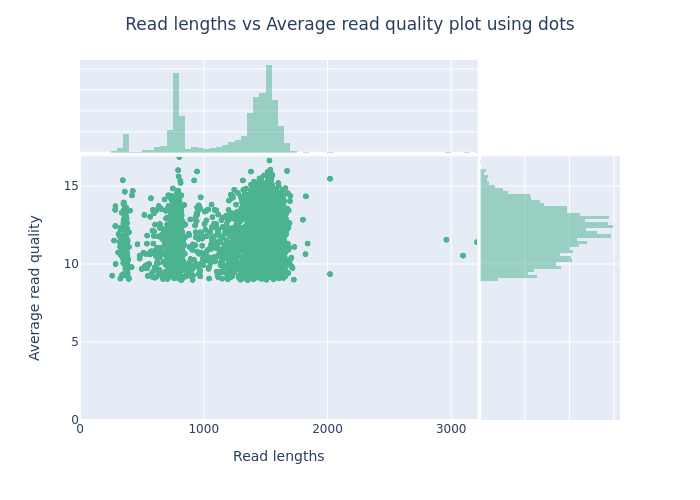 Read lengths vs Average read quality plot using dots
15
10
5
0
Average read quality
0 1000 2000 3000
Read lengths